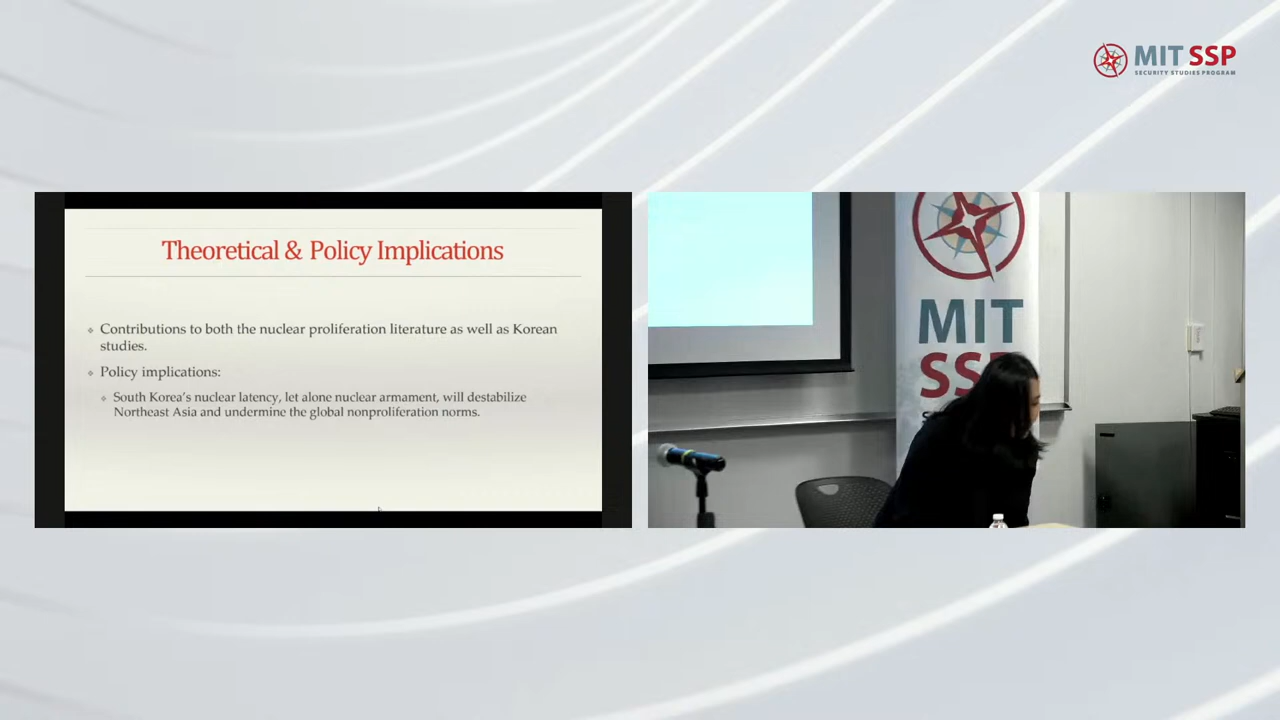 MIT SSP
SECURITY STUDIES PROGRAM
Theoretical & Policy Implications
Contributions to both the nuclear proliferation literature as well as Korean
studies.
Policy implications:
South Korea's nuclear latency, let alone nuclear armament, will destabilize
Northeast Asia and undermine the global nonproliferation norms.
MIT
SSP